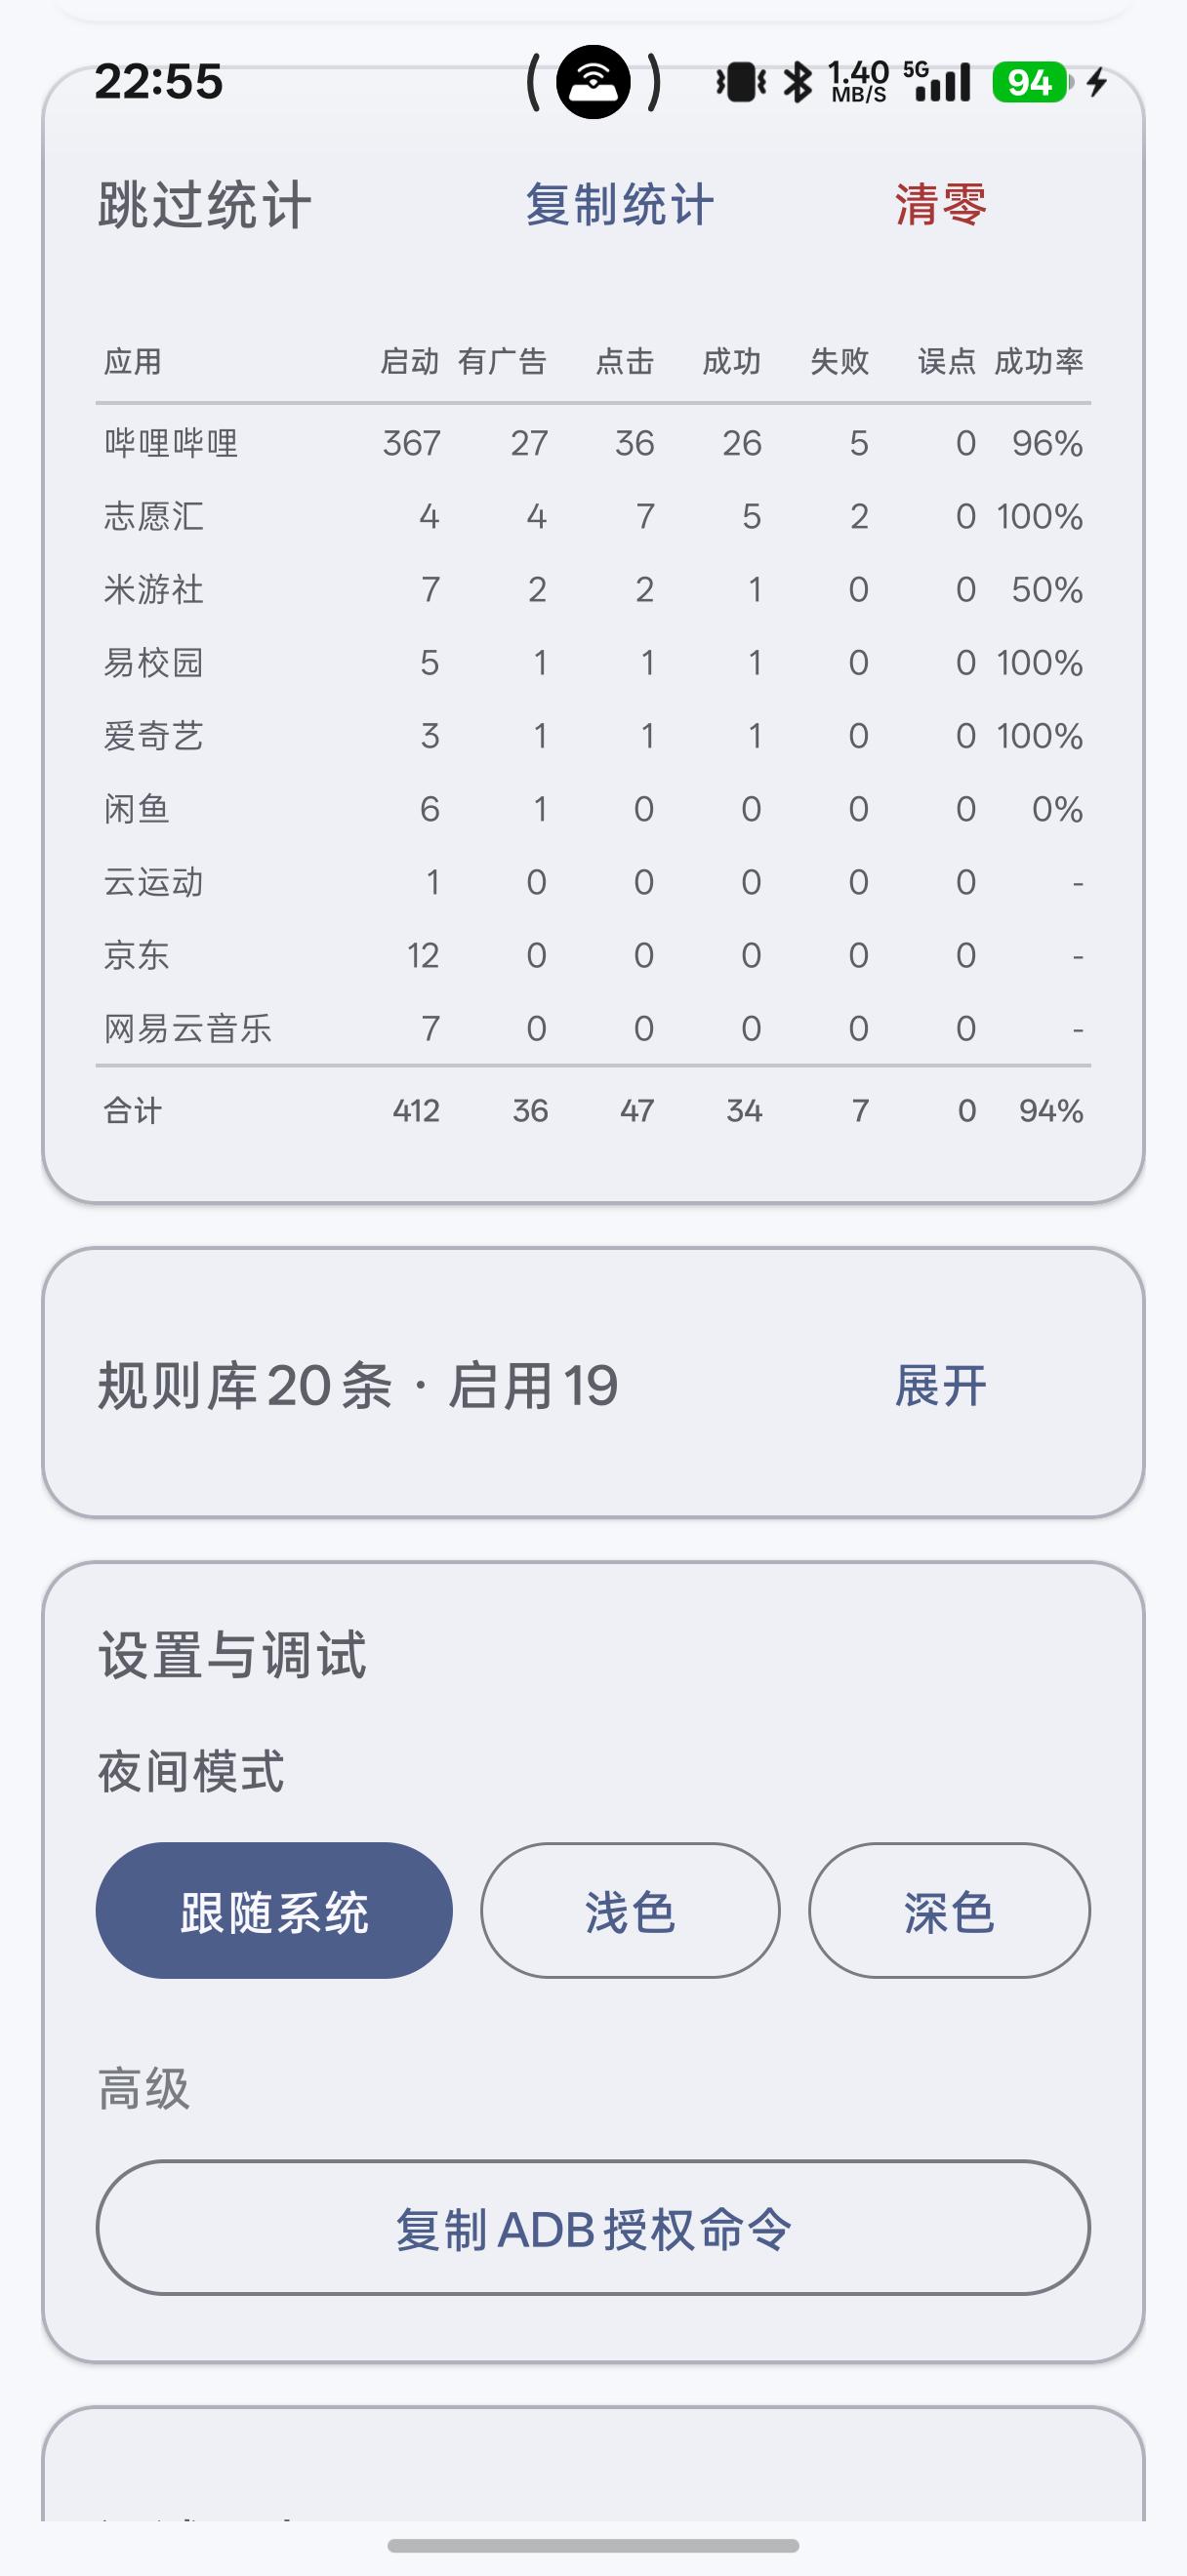 22:55 1.40 MB/S 5G 94
跳过统计 复制统计 清零
应用 启动 有广告 点击 成功 失败 误点 成功率
哔哩哔哩 367 27 36 26 5 0 96%
志愿汇 4 4 7 5 2 0 100%
米游社 7 2 2 1 0 0 50%
易校园 5 1 1 1 0 0 100%
爱奇艺 3 1 1 1 0 0 100%
闲鱼 6 1 0 0 0 0 0%
云运动 1 0 0 0 0 0 -
京东 12 0 0 0 0 0 -
网易云音乐 7 0 0 0 0 0 -
合计 412 36 47 34 7 0 94%
规则库 20 条 · 启用 19 展开
设置与调试
夜间模式
跟随系统 浅色 深色
高级
复制 ADB 授权命令